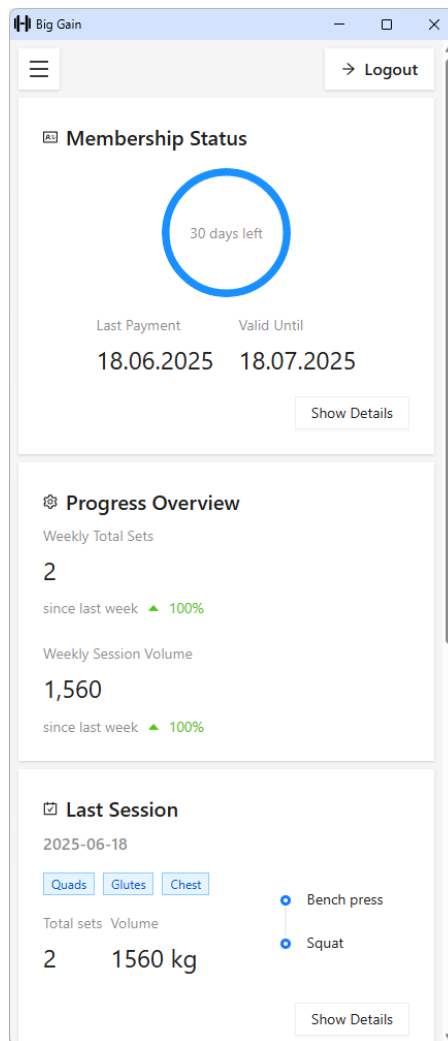 Big Gain
Logout
Membership Status
30 days left
Last Payment Valid Until
18.06.2025 18.07.2025
Show Details
Progress Overview
Weekly Total Sets
2
since last week 100%
Weekly Session Volume
1,560
since last week 100%
Last Session
2025-06-18
Quads Glutes Chest
Bench press
Total sets Volume
Squat
2 1560 kg
Show Details